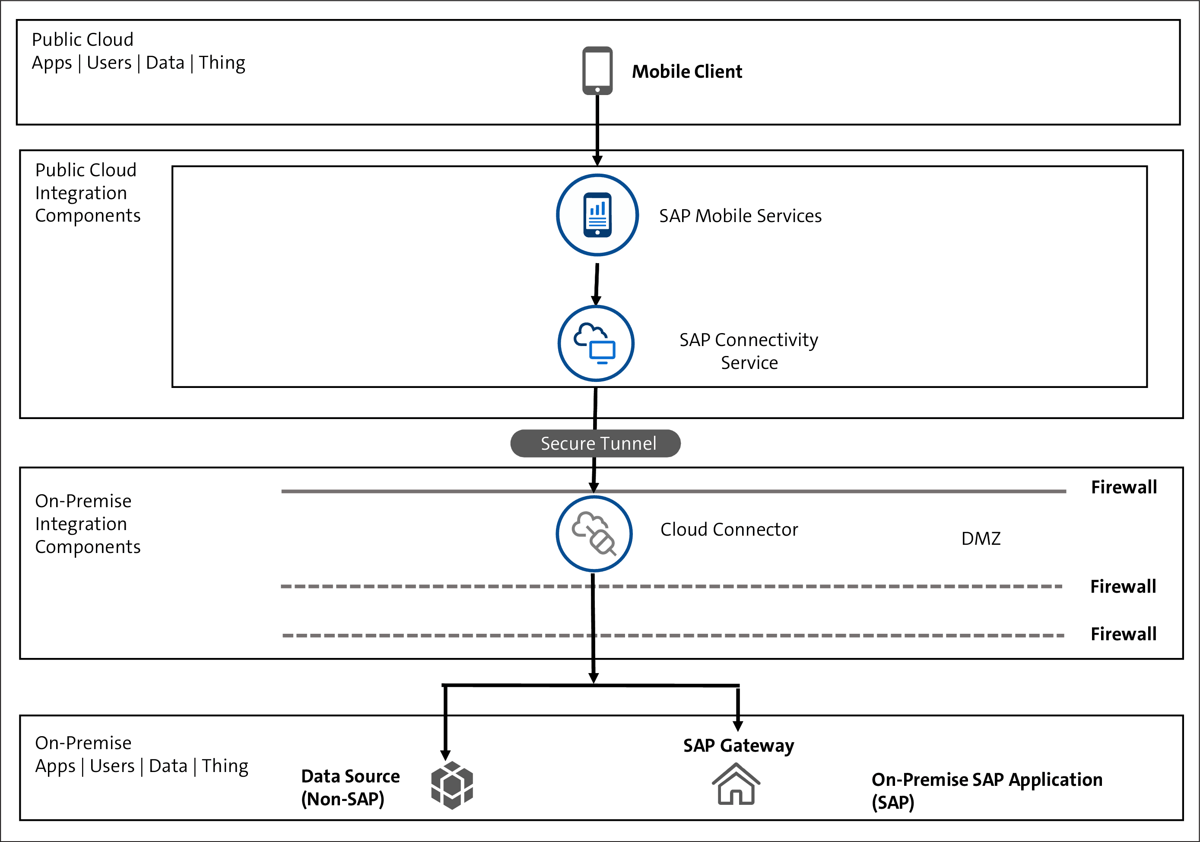 Public Cloud
Apps | Users | Data | Thing
Mobile Client
Public Cloud
Integration
Components
SAP Mobile Services
SAP Connectivity
Service
Secure Tunnel
On-Premise
Integration
Components
Firewall
Cloud Connector
DMZ
Firewall
Firewall
On-Premise
Apps | Users | Data | Thing
Data Source
(Non-SAP)
SAP Gateway
On-Premise SAP Application
(SAP)